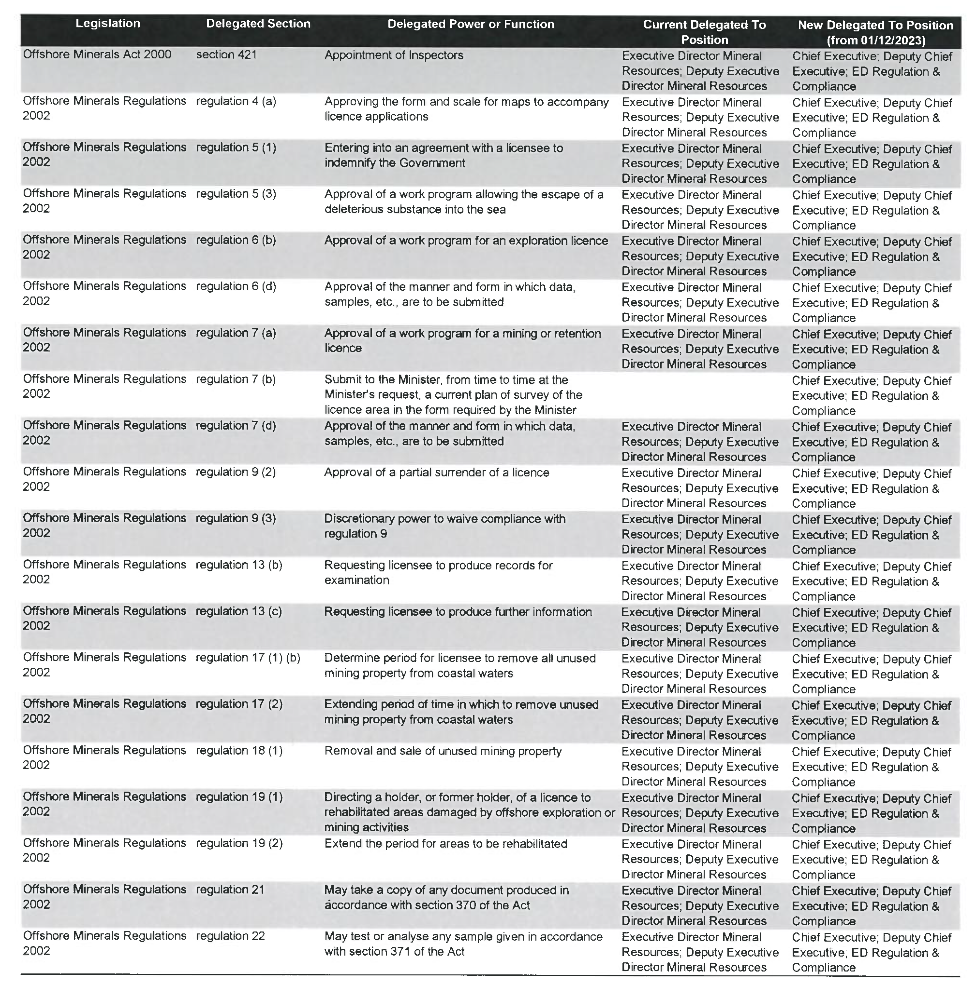 Legislation Delegated Section Delegated Power or Function Current Delegated To New Delegated To Position
Position (from 01/12/2023)
Offshore Minerals Act 2000 section 421 Appointment of Inspectors Executive Director Mineral Chief Executive; Deputy Chief
Resources; Deputy Executive Executive; ED Regulation &
Director Mineral Resources Compliance
Offshore Minerals Regulations regulation 4 (a) Approving the form and scale for maps to accompany Executive Director Mineral Chief Executive; Deputy Chief
2002 licence applications Resources; Deputy Executive Executive; ED Regulation &
Director Mineral Resources Compliance
Offshore Minerals Regulations regulation 5 (1) Entering into an agreement with a licensee to Executive Director Mineral Chief Executive; Deputy Chief
2002 indemnify the Government Resources; Deputy Executive Executive; ED Regulation &
Director Mineral Resources Compliance
Offshore Minerals Regulations regulation 5 (3) Approval of a work program allowing the escape of a Executive Director Mineral Chief Executive; Deputy Chief
2002 deleterious substance into the sea Resources; Deputy Executive Executive; ED Regulation &
Director Mineral Resources Compliance
Offshore Minerals Regulations regulation 6 (b) Approval of a work program for an exploration licence Executive Director Mineral Chief Executive; Deputy Chief
2002 Resources; Deputy Executive Executive; ED Regulation &
Director Mineral Resources Compliance
Offshore Minerals Regulations regulation 6 (d) Approval of the manner and form in which data, Executive Director Mineral Chief Executive; Deputy Chief
2002 samples, etc., are to be submitted Resources; Deputy Executive Executive; ED Regulation &
Director Mineral Resources Compliance
Offshore Minerals Regulations regulation 7 (a) Approval of a work program for a mining or retention Executive Director Mineral Chief Executive; Deputy Chief
2002 licence Resources; Deputy Executive Executive; ED Regulation &
Director Mineral Resources Compliance
Offshore Minerals Regulations regulation 7 (b) Submit to the Minister, from time to time at the Chief Executive; Deputy Chief
2002 Minister's request, a current plan of survey of the Executive; ED Regulation &
licence area in the form required by the Minister Compliance
Offshore Minerals Regulations regulation 7 (d) Approval of the manner and form in which data, Executive Director Mineral Chief Executive; Deputy Chief
2002 samples, etc., are to be submitted Resources; Deputy Executive Executive; ED Regulation &
Director Mineral Resources Compliance
Offshore Minerals Regulations regulation 9 (2) Approval of a partial surrender of a licence Executive Director Mineral Chief Executive; Deputy Chief
2002 Resources; Deputy Executive Executive; ED Regulation &
Director Mineral Resources Compliance
Offshore Minerals Regulations regulation 9 (3) Discretionary power to waive compliance with Executive Director Mineral Chief Executive; Deputy Chief
2002 regulation 9 Resources; Deputy Executive Executive; ED Regulation &
Director Mineral Resources Compliance
Offshore Minerals Regulations regulation 13 (b) Requesting licensee to produce records for Executive Director Mineral Chief Executive; Deputy Chief
2002 examination Resources; Deputy Executive Executive; ED Regulation &
Director Mineral Resources Compliance
Offshore Minerals Regulations regulation 13 (c) Requesting licensee to produce further information Executive Director Mineral Chief Executive; Deputy Chief
2002 Resources; Deputy Executive Executive; ED Regulation &
Director Mineral Resources Compliance
Offshore Minerals Regulations regulation 17 (1) (b) Determine period for licensee to remove all unused Executive Director Mineral Chief Executive; Deputy Chief
2002 mining property from coastal waters Resources; Deputy Executive Executive; ED Regulation &
Director Mineral Resources Compliance
Offshore Minerals Regulations regulation 17 (2) Extending period of time in which to remove unused Executive Director Mineral Chief Executive; Deputy Chief
2002 mining property from coastal waters Resources; Deputy Executive Executive; ED Regulation &
Director Mineral Resources Compliance
Offshore Minerals Regulations regulation 18 (1) Removal and sale of unused mining property Executive Director Mineral Chief Executive; Deputy Chief
2002 Resources; Deputy Executive Executive; ED Regulation &
Director Mineral Resources Compliance
Offshore Minerals Regulations regulation 19 (1) Directing a holder, or former holder, of a licence to Executive Director Mineral Chief Executive; Deputy Chief
2002 rehabilitated areas damaged by offshore exploration or Resources; Deputy Executive Executive; ED Regulation &
mining activities Director Mineral Resources Compliance
Offshore Minerals Regulations regulation 19 (2) Extend the period for areas to be rehabilitated Executive Director Mineral Chief Executive; Deputy Chief
2002 Resources; Deputy Executive Executive; ED Regulation &
Director Mineral Resources Compliance
Offshore Minerals Regulations regulation 21 May take a copy of any document produced in Executive Director Mineral Chief Executive; Deputy Chief
2002 accordance with section 370 of the Act Resources; Deputy Executive Executive; ED Regulation &
Director Mineral Resources Compliance
Offshore Minerals Regulations regulation 22 May test or analyse any sample given in accordance Executive Director Mineral Chief Executive; Deputy Chief
2002 with section 371 of the Act Resources; Deputy Executive Executive; ED Regulation &
Director Mineral Resources Compliance